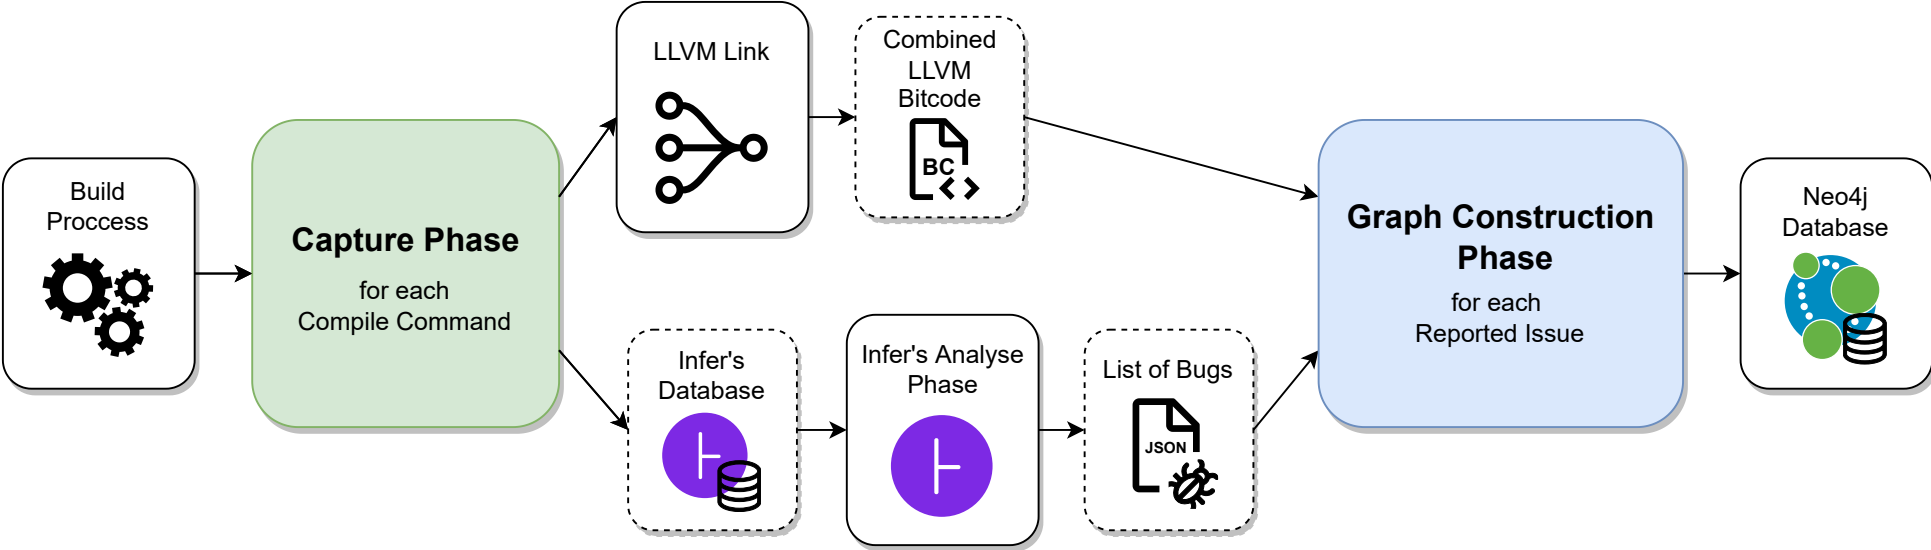 Build
Proccess
Capture Phase
for each
Compile Command
LLVM Link
Combined
LLVM
Bitcode
BC
Infer's
Database
Infer's Analyse
Phase
List of Bugs
JSON
Graph Construction
Phase
for each
Reported Issue
Neo4j
Database